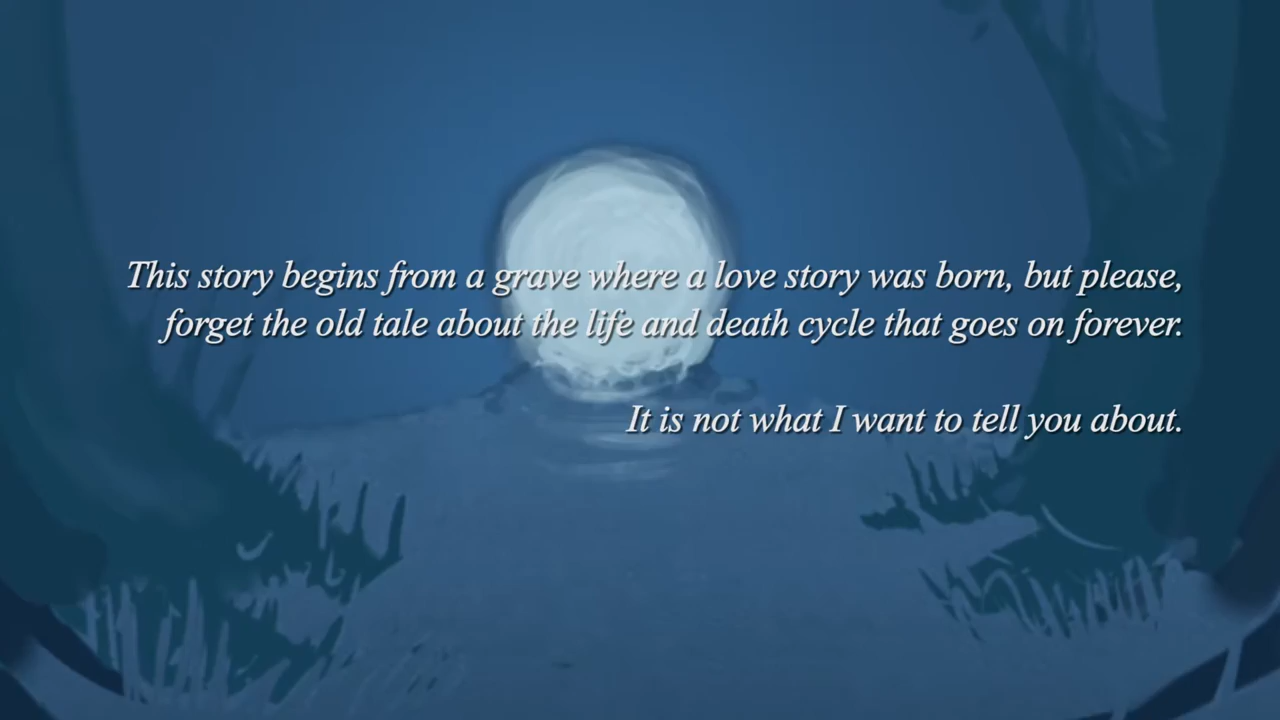 This story begins from a grave where a love story was born, but please,
forget the old tale about the life and death cycle that goes on forever.
It is not what I want to tell you about.